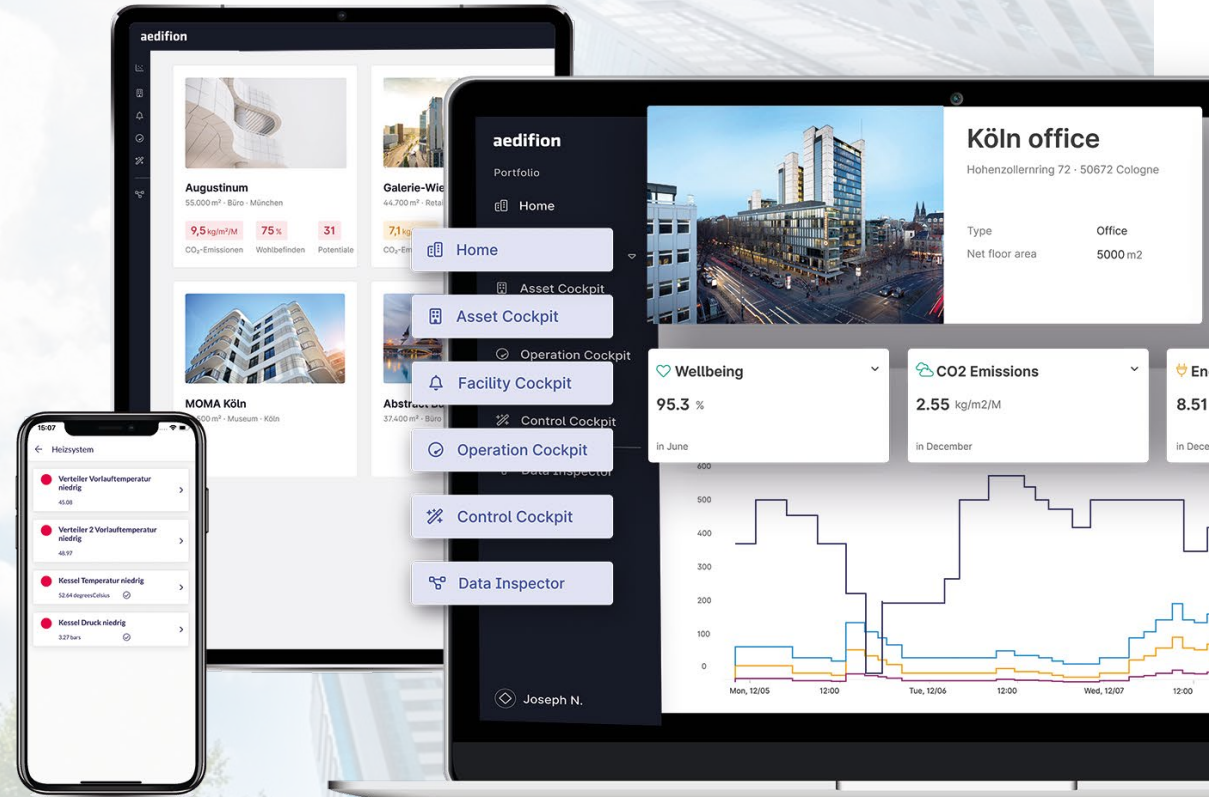 aedifion
Augustinum
55.000 m² · Büro · München
9,5 kg/m²/M
75 %
31
CO₂-Emissionen
Wohlbefinden
Potentiale
Galerie-Wie
44.700 m² · Retai
7,1 kg
CO₂-Em
MOMA Köln
500 m² · Museum · Köln
Abstract
37.400 m² · Büro
aedifion
Portfolio
Home
Asset Cockpit
Operation Cockpit
Control Cockpit
Data Inspector
Joseph N.
Home
Asset Cockpit
Facility Cockpit
Operation Cockpit
Control Cockpit
Data Inspector
Köln office
Hohenzollernring 72 · 50672 Cologne
Type
Office
Net floor area
5000 m2
Wellbeing
95.3 %
in June
CO2 Emissions
2.55 kg/m2/M
in December
En
8.51
in Dece
600
500
400
300
200
100
0
Mon, 12/05
12:00
Tue, 12/06
12:00
Wed, 12/07
12:00
15:07
Heizsystem
Verteiler Vorlauftemperatur
niedrig
45.08
Verteiler 2 Vorlauftemperatur
niedrig
48.97
Kessel Temperatur niedrig
52.64 degreesCelsius
Kessel Druck niedrig
3.27 bars